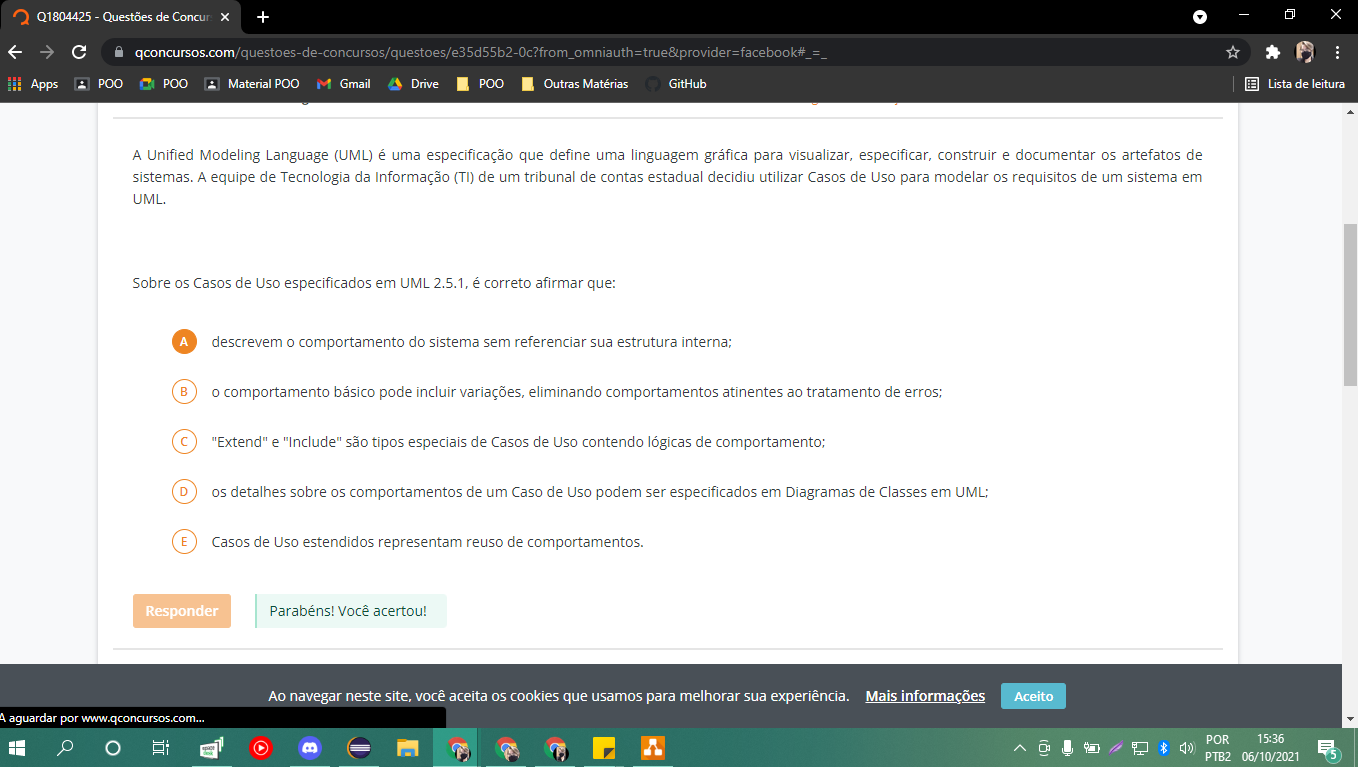 Q1804425 - Questões de Concur
qconcursos.com/questoes-de-concursos/questoes/e35d55b2-0c?from_omniauth=true&provider=facebook#_=_
Apps POO POO Material POO Gmail Drive POO Outras Matérias GitHub Lista de leitura
A Unified Modeling Language (UML) é uma especificação que define uma linguagem gráfica para visualizar, especificar, construir e documentar os artefatos de
sistemas. A equipe de Tecnologia da Informação (TI) de um tribunal de contas estadual decidiu utilizar Casos de Uso para modelar os requisitos de um sistema em
UML.
Sobre os Casos de Uso especificados em UML 2.5.1, é correto afirmar que:
A descrevem o comportamento do sistema sem referenciar sua estrutura interna;
B o comportamento básico pode incluir variações, eliminando comportamentos atinentes ao tratamento de erros;
C "Extend" e "Include" são tipos especiais de Casos de Uso contendo lógicas de comportamento;
D os detalhes sobre os comportamentos de um Caso de Uso podem ser especificados em Diagramas de Classes em UML;
E Casos de Uso estendidos representam reuso de comportamentos.
Responder Parabéns! Você acertou!
Ao navegar neste site, você aceita os cookies que usamos para melhorar sua experiência. Mais informações Aceito
A aguardar por www.qconcursos.com...
POR 15:36
PTB2 06/10/2021 5